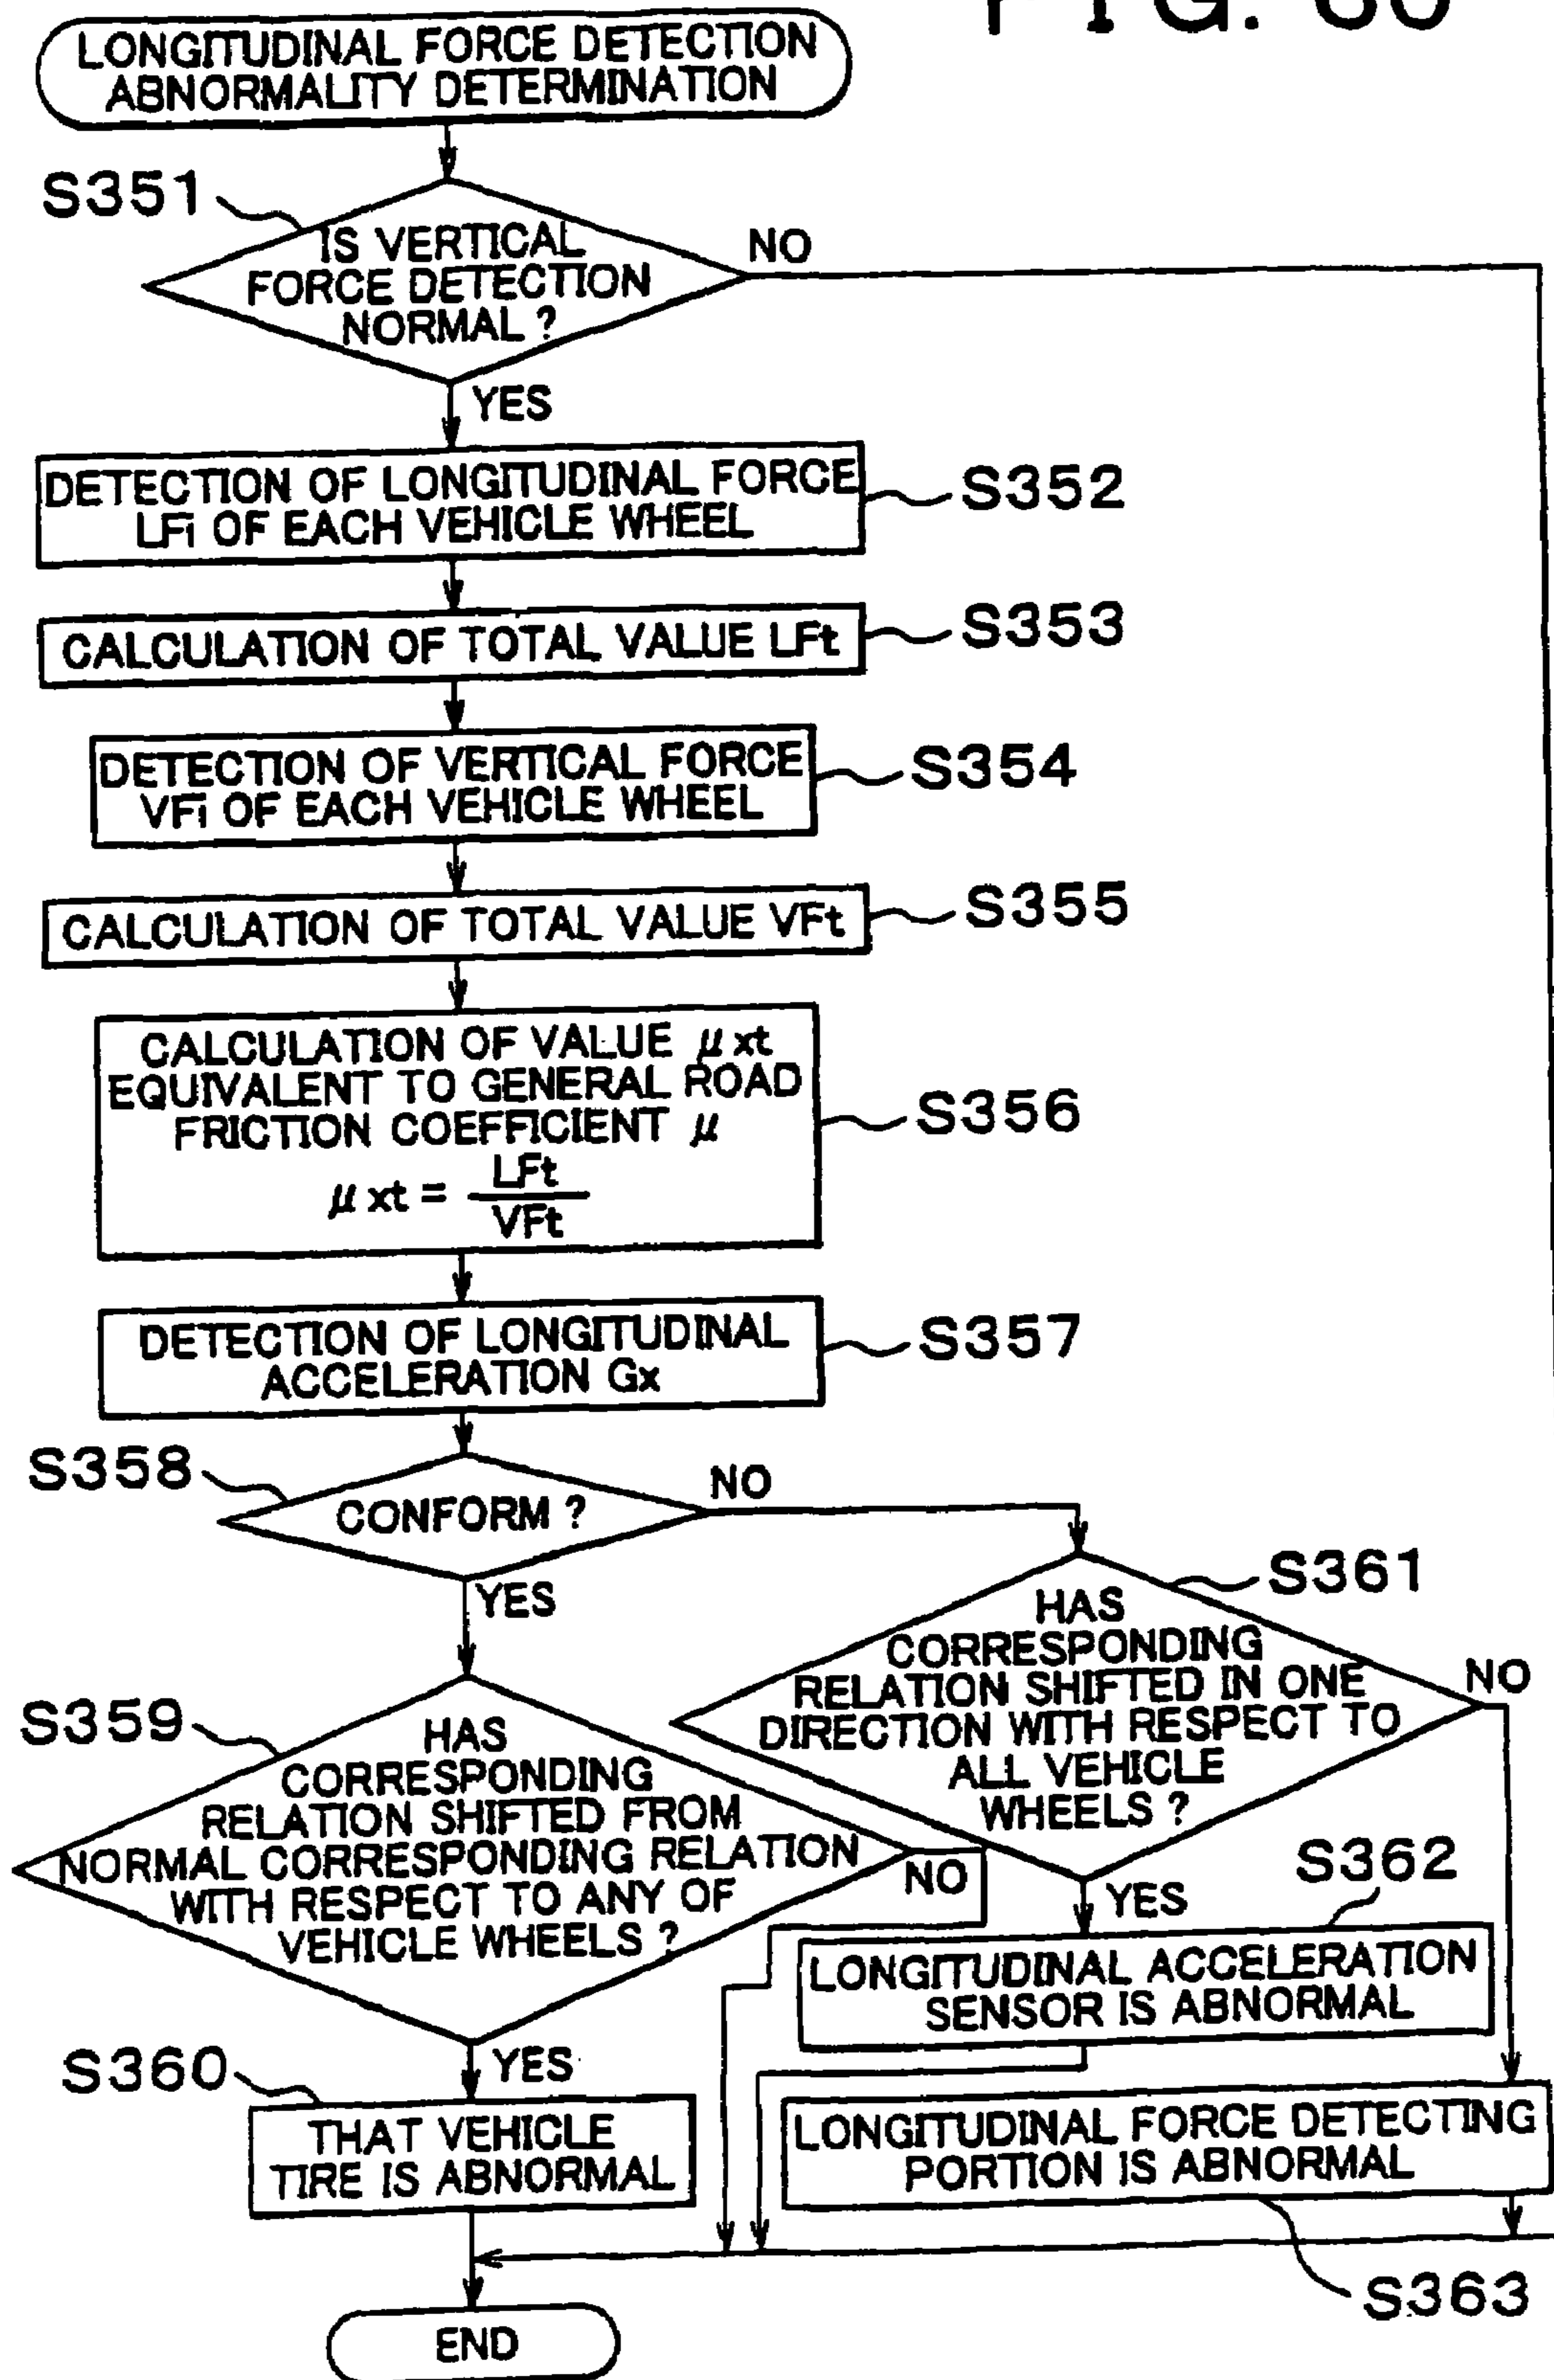 LONGITUDINAL FORCE DETECTION
ABNORMALITY DETERMINATION
S351
IS VERTICAL
FORCE DETECTION
NORMAL ?
NO
YES
DETECTION OF LONGITUDINAL FORCE
LFi OF EACH VEHICLE WHEEL
S352
CALCULATION OF TOTAL VALUE LFt
S353
DETECTION OF VERTICAL FORCE
VFi OF EACH VEHICLE WHEEL
S354
CALCULATION OF TOTAL VALUE VFt
S355
CALCULATION OF VALUE μxt
EQUIVALENT TO GENERAL ROAD
FRICTION COEFFICIENT μ
μxt = LFt / VFt
S356
DETECTION OF LONGITUDINAL
ACCELERATION Gx
S357
S358
CONFORM ?
NO
YES
S361
HAS
CORRESPONDING
RELATION SHIFTED IN ONE
DIRECTION WITH RESPECT TO
ALL VEHICLE
WHEELS ?
NO
YES
S359
HAS
CORRESPONDING
RELATION SHIFTED FROM
NORMAL CORRESPONDING RELATION
WITH RESPECT TO ANY OF
VEHICLE WHEELS ?
NO
YES
S362
LONGITUDINAL ACCELERATION
SENSOR IS ABNORMAL
S360
THAT VEHICLE
TIRE IS ABNORMAL
LONGITUDINAL FORCE DETECTING
PORTION IS ABNORMAL
S363
END